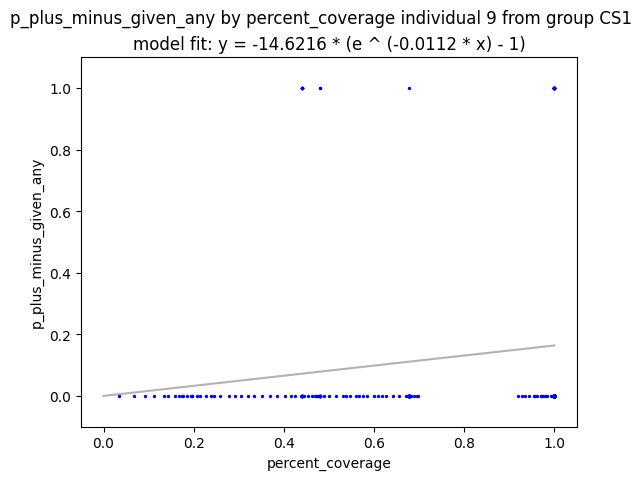 p_plus_minus_given_any by percent_coverage individual 9 from group CS1
model fit: y = -14.6216 * (e ^ (-0.0112 * x) - 1)
1.0
0.8
0.6
0.4
0.2
0.0
p_plus_minus_given_any
0.0 0.2 0.4 0.6 0.8 1.0
percent_coverage